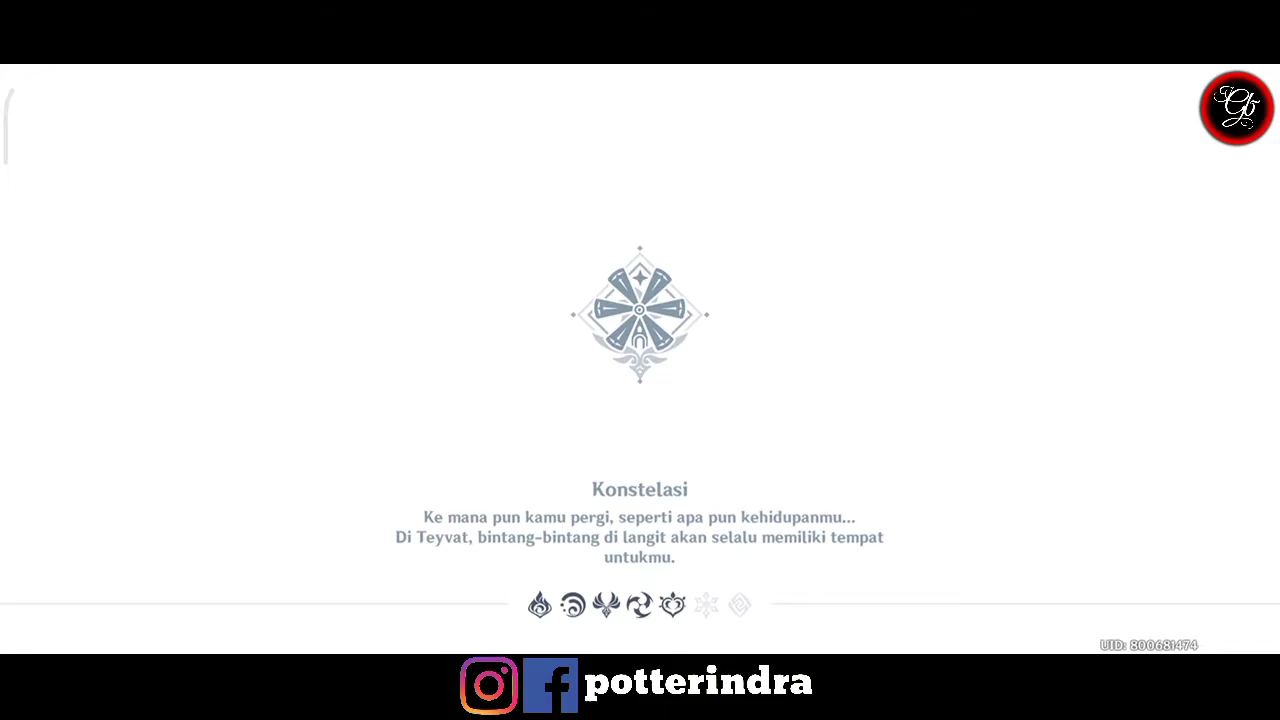 Gb
Konstelasi
Ke mana pun kamu pergi, seperti apa pun kehidupanmu...
Di Teyvat, bintang-bintang di langit akan selalu memiliki tempat
untukmu.
UID: 800681474
potterindra